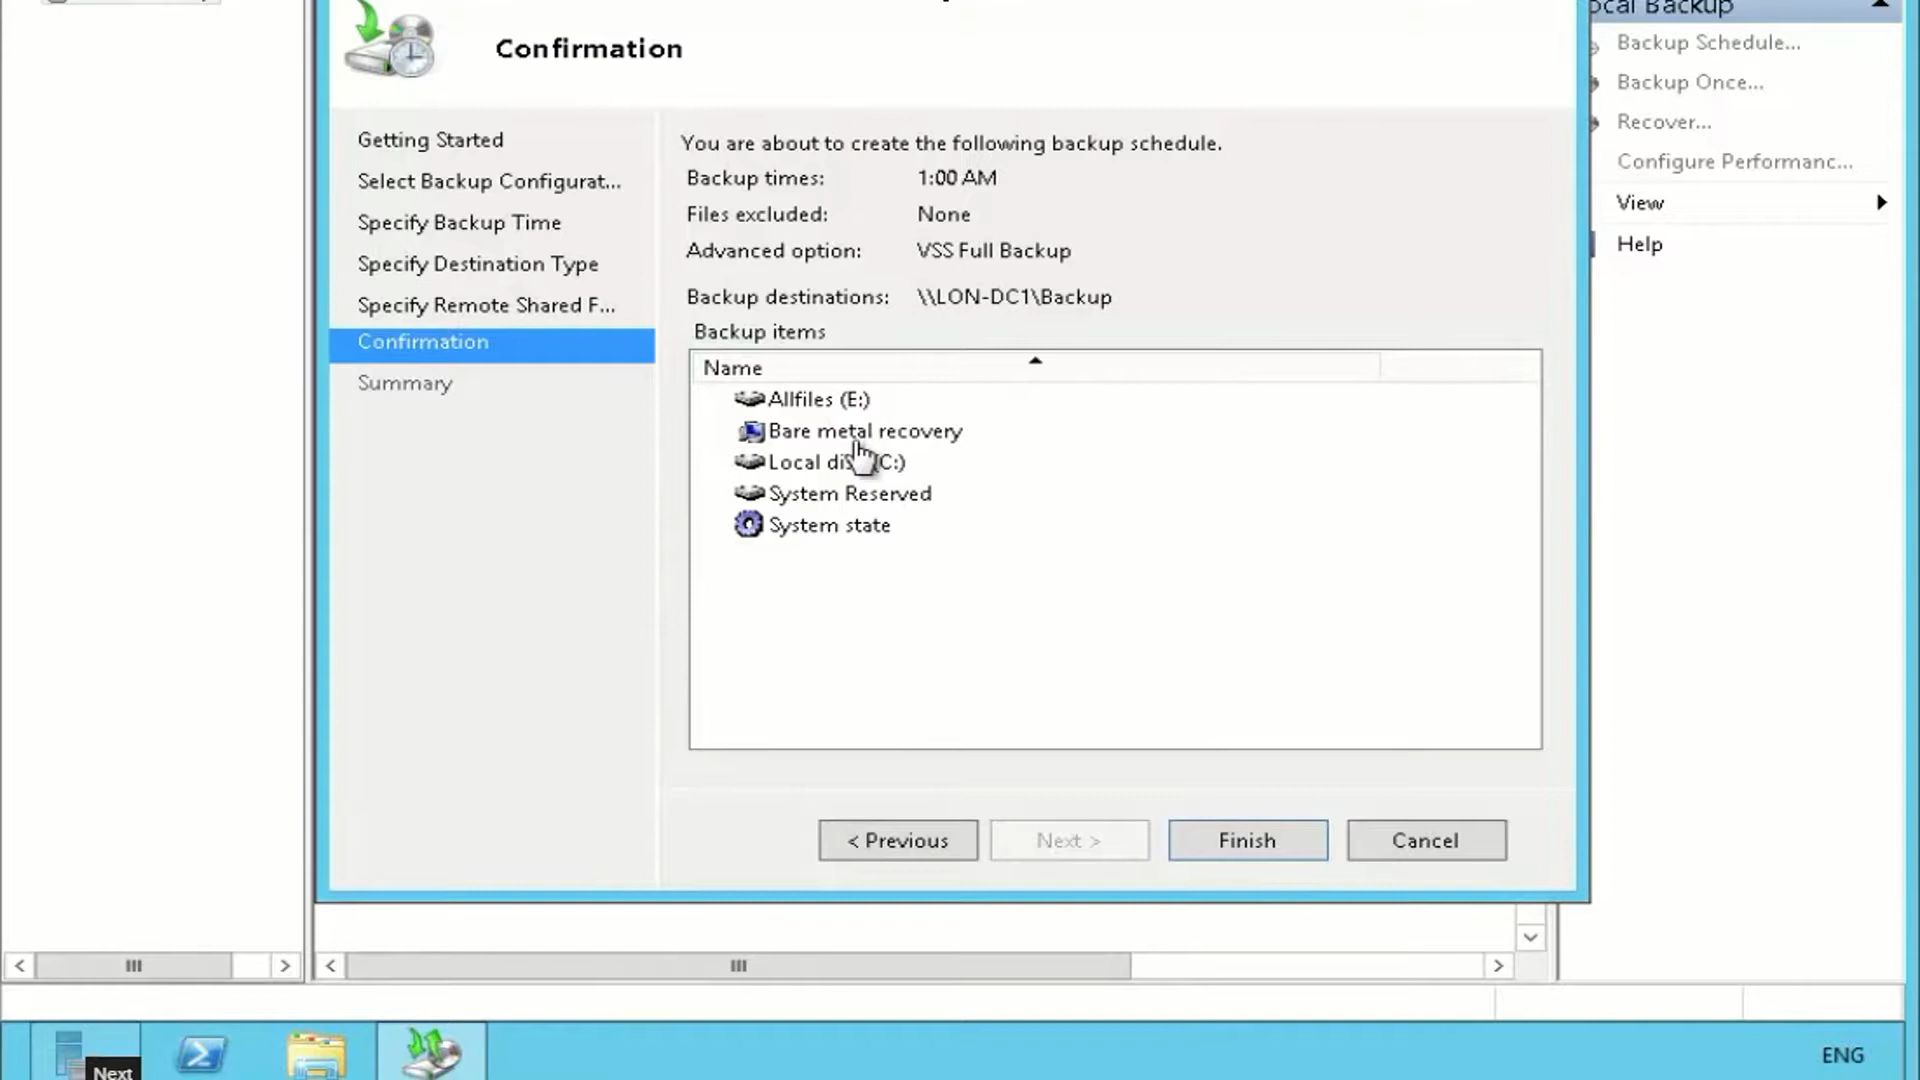 ocal Backup
Confirmation
Backup Schedule...
Backup Once...
Recover...
Configure Performanc...
View
Help
Getting Started
Select Backup Configurat...
Specify Backup Time
Specify Destination Type
Specify Remote Shared F...
Confirmation
Summary
You are about to create the following backup schedule.
Backup times: 1:00 AM
Files excluded: None
Advanced option: VSS Full Backup
Backup destinations: \\LON-DC1\Backup
Backup items
Name
Allfiles (E:)
Bare metal recovery
Local dis (C:)
System Reserved
System state
< Previous
Next >
Finish
Cancel
Next
ENG